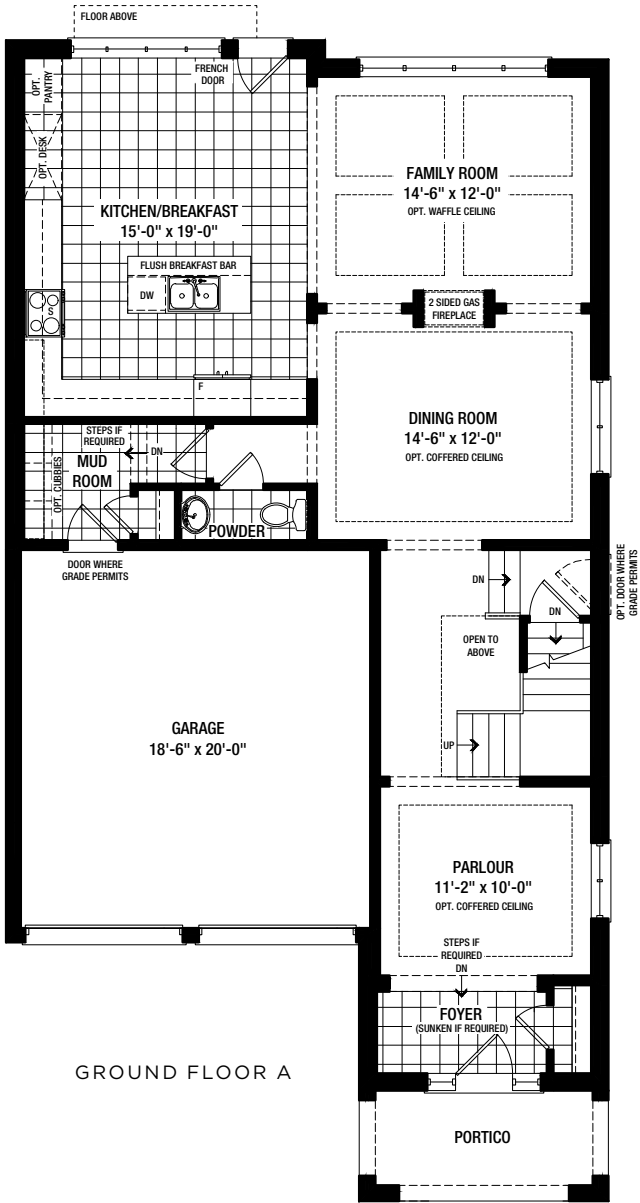 FLOOR ABOVE
FRENCH
DOOR
OPT.
PANTRY
OPT. DESK
KITCHEN/BREAKFAST
15'-0" x 19'-0"
FLUSH BREAKFAST BAR
DW
S
F
FAMILY ROOM
14'-6" x 12'-0"
OPT. WAFFLE CEILING
2 SIDED GAS
FIREPLACE
DINING ROOM
14'-6" x 12'-0"
OPT. COFFERED CEILING
STEPS IF
REQUIRED
DN
MUD
ROOM
OPT. CUBBIES
POWDER
DOOR WHERE
GRADE PERMITS
DN
DN
OPT. DOOR WHERE
GRADE PERMITS
OPEN TO
ABOVE
UP
GARAGE
18'-6" x 20'-0"
PARLOUR
11'-2" x 10'-0"
OPT. COFFERED CEILING
STEPS IF
REQUIRED
DN
FOYER
(SUNKEN IF REQUIRED)
GROUND FLOOR A
PORTICO